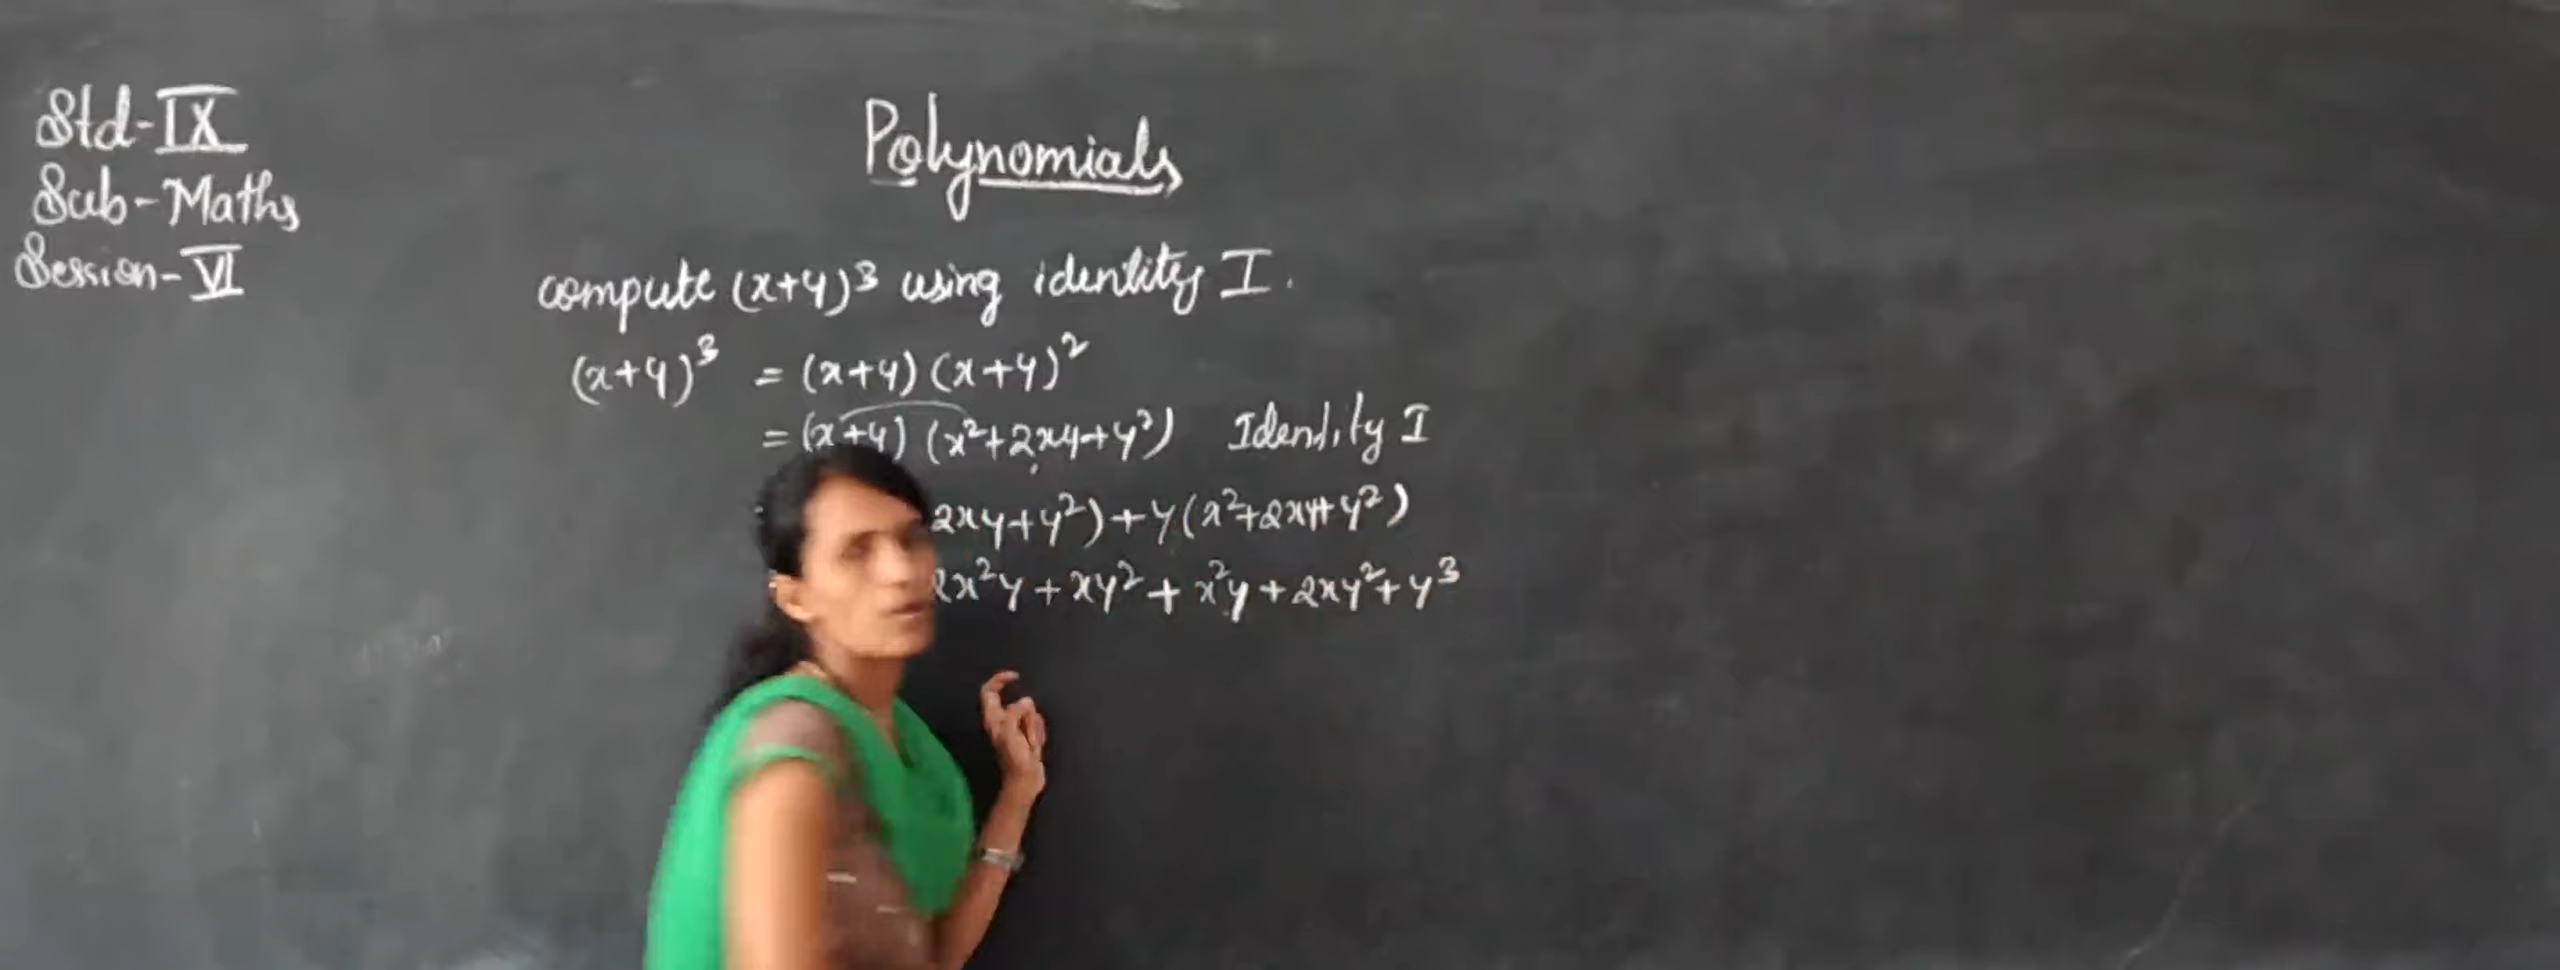 Std-IX
Sub-Maths
Session-VI
Polynomials
compute (x+y)³ using identity I.
(x+y)³ = (x+y)(x+y)²
= (x+y) (x²+2xy+y²) Identity I
2xy+y²)+y(x²+2xy+y²)
2x²y+xy²+x²y+2xy²+y³